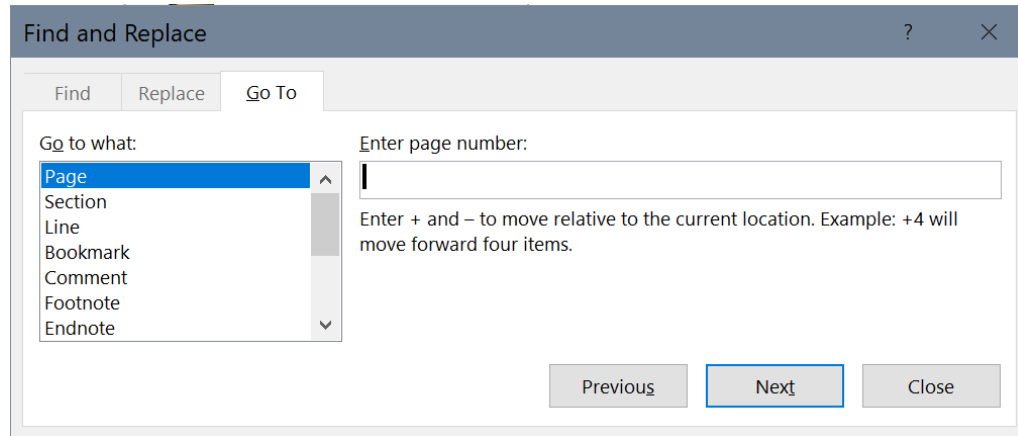 Find and Replace
?
Find
Replace
Go To
Go to what:
Page
Section
Line
Bookmark
Comment
Footnote
Endnote
Enter page number:
Enter + and – to move relative to the current location. Example: +4 will
move forward four items.
Previous
Next
Close